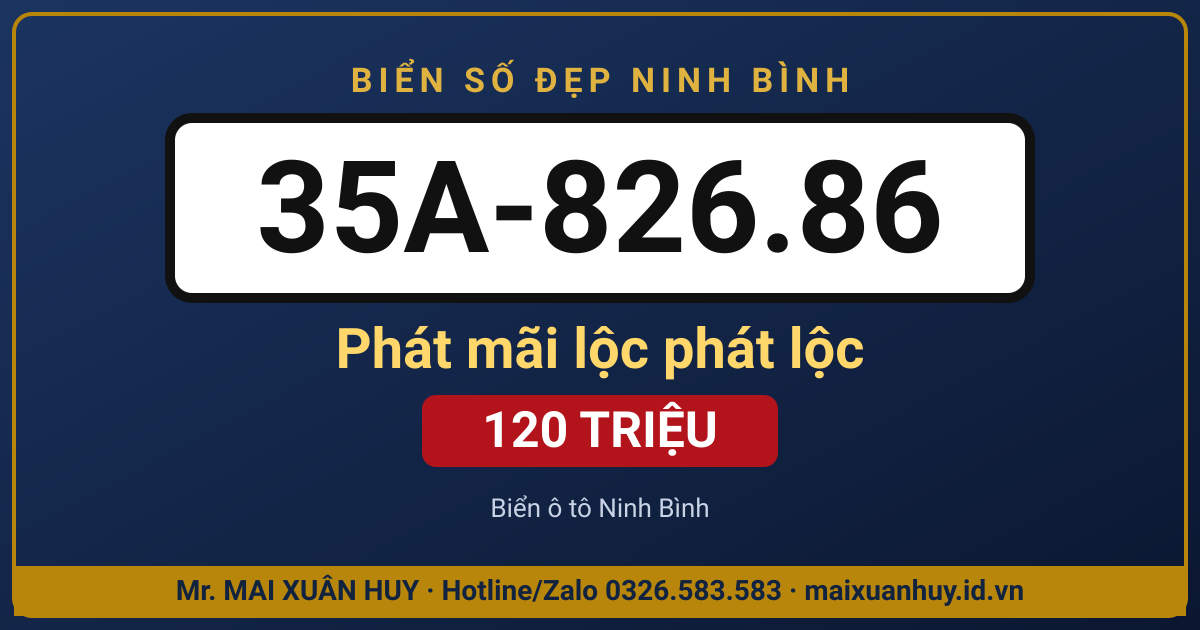 BIỂN SỐ ĐẸP NINH BÌNH
35A-826.86
Phát mãi lộc phát lộc
120 TRIỆU
Biển ô tô Ninh Bình
Mr. MAI XUÂN HUY · Hotline/Zalo 0326.583.583 · maixuanhuy.id.vn